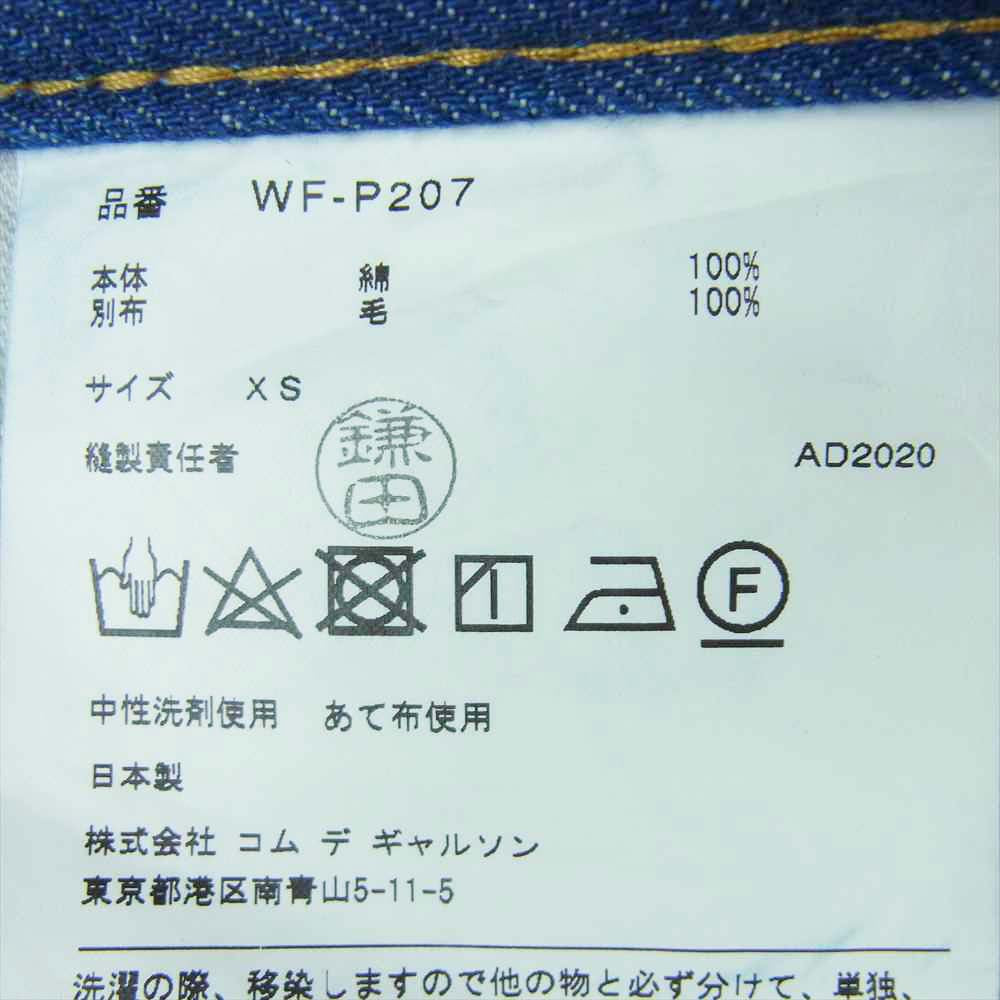 品番 WF-P207
本体 綿 100%
別布 毛 100%
サイズ XS
縫製責任者 鎌田 AD2020
F
中性洗剤使用 あて布使用
日本製
株式会社 コム デ ギャルソン
東京都港区南青山5-11-5
洗濯の際、移染しますので他の物と必ず分けて、単独、